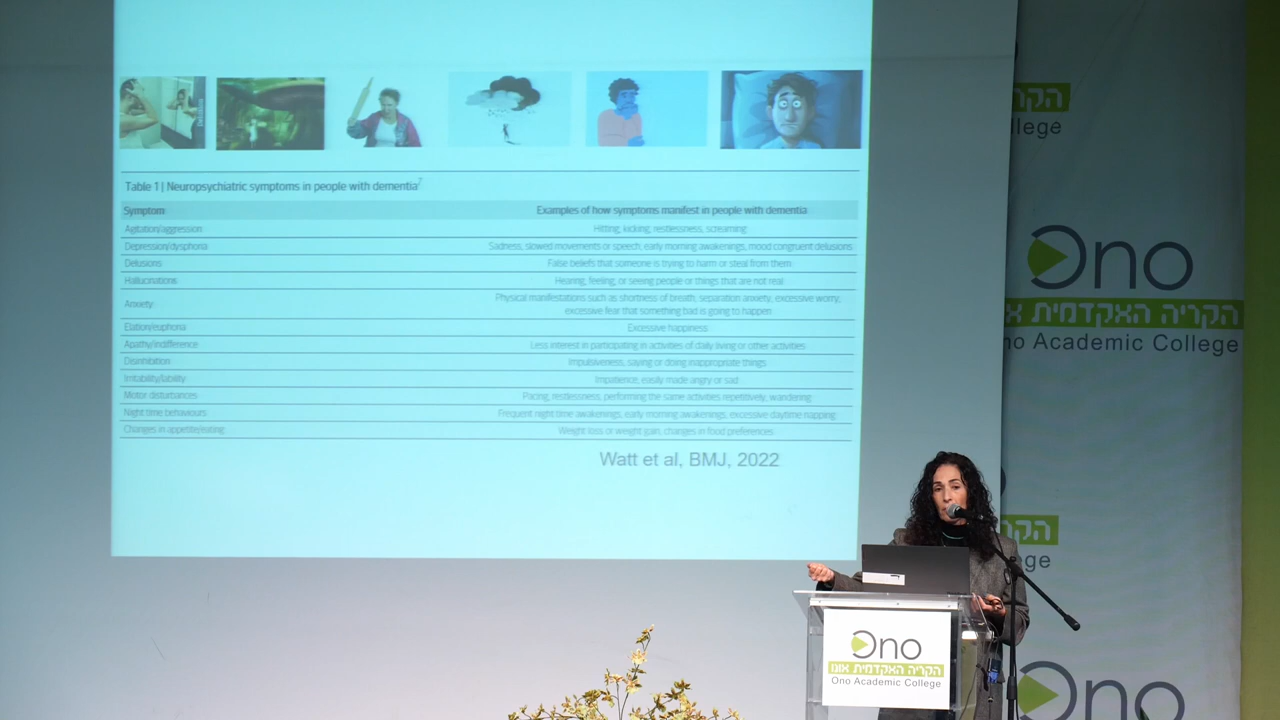 Table 1 | Neuropsychiatric symptoms in people with dementia7
Symptom Examples of how symptoms manifest in people with dementia
Agitation/aggression Hitting, kicking, restlessness, screaming
Depression/dysphoria Sadness, slowed movements or speech, early morning awakenings, mood congruent delusions
Delusions False beliefs that someone is trying to harm or steal from them
Hallucinations Hearing, feeling, or seeing people or things that are not real
Anxiety Physical manifestations such as shortness of breath, separation anxiety, excessive worry,
excessive fear that something bad is going to happen
Elation/euphoria Excessive happiness
Apathy/indifference Less interest in participating in activities of daily living or other activities
Disinhibition Impulsiveness, saying or doing inappropriate things
Irritability/lability Impatience, easily made angry or sad
Motor disturbances Pacing, restlessness, performing the same activities repetitively, wandering
Night time behaviours Frequent night time awakenings, early morning awakenings, excessive daytime napping
Changes in appetite/eating Weight loss or weight gain, changes in food preferences
Watt et al, BMJ, 2022
הקרי
llege
Ono
הקריה האקדמית או
no Academic College
הקרי
ege
Ono
Ono
הקריה האקדמית אונו
Ono Academic College